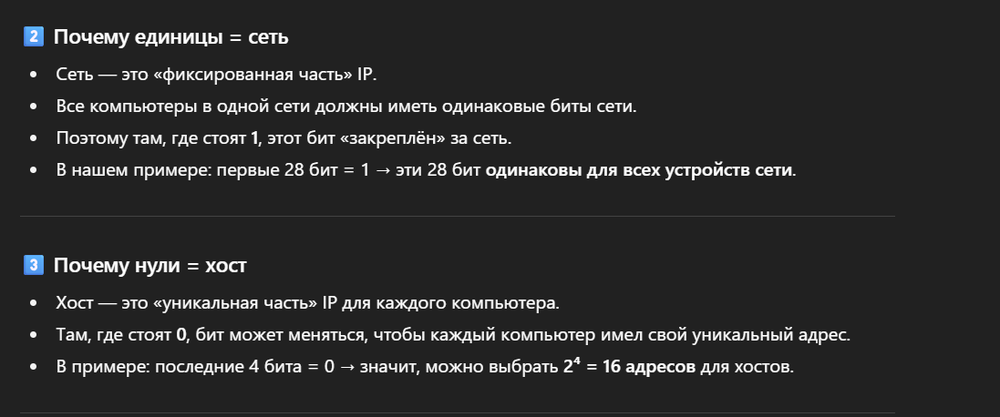 2 Почему единицы = сеть
• Сеть — это «фиксированная часть» IP.
• Все компьютеры в одной сети должны иметь одинаковые биты сети.
• Поэтому там, где стоят 1, этот бит «закреплён» за сеть.
• В нашем примере: первые 28 бит = 1 → эти 28 бит одинаковы для всех устройств сети.
3 Почему нули = хост
• Хост — это «уникальная часть» IP для каждого компьютера.
• Там, где стоят 0, бит может меняться, чтобы каждый компьютер имел свой уникальный адрес.
• В примере: последние 4 бита = 0 → значит, можно выбрать 2⁴ = 16 адресов для хостов.